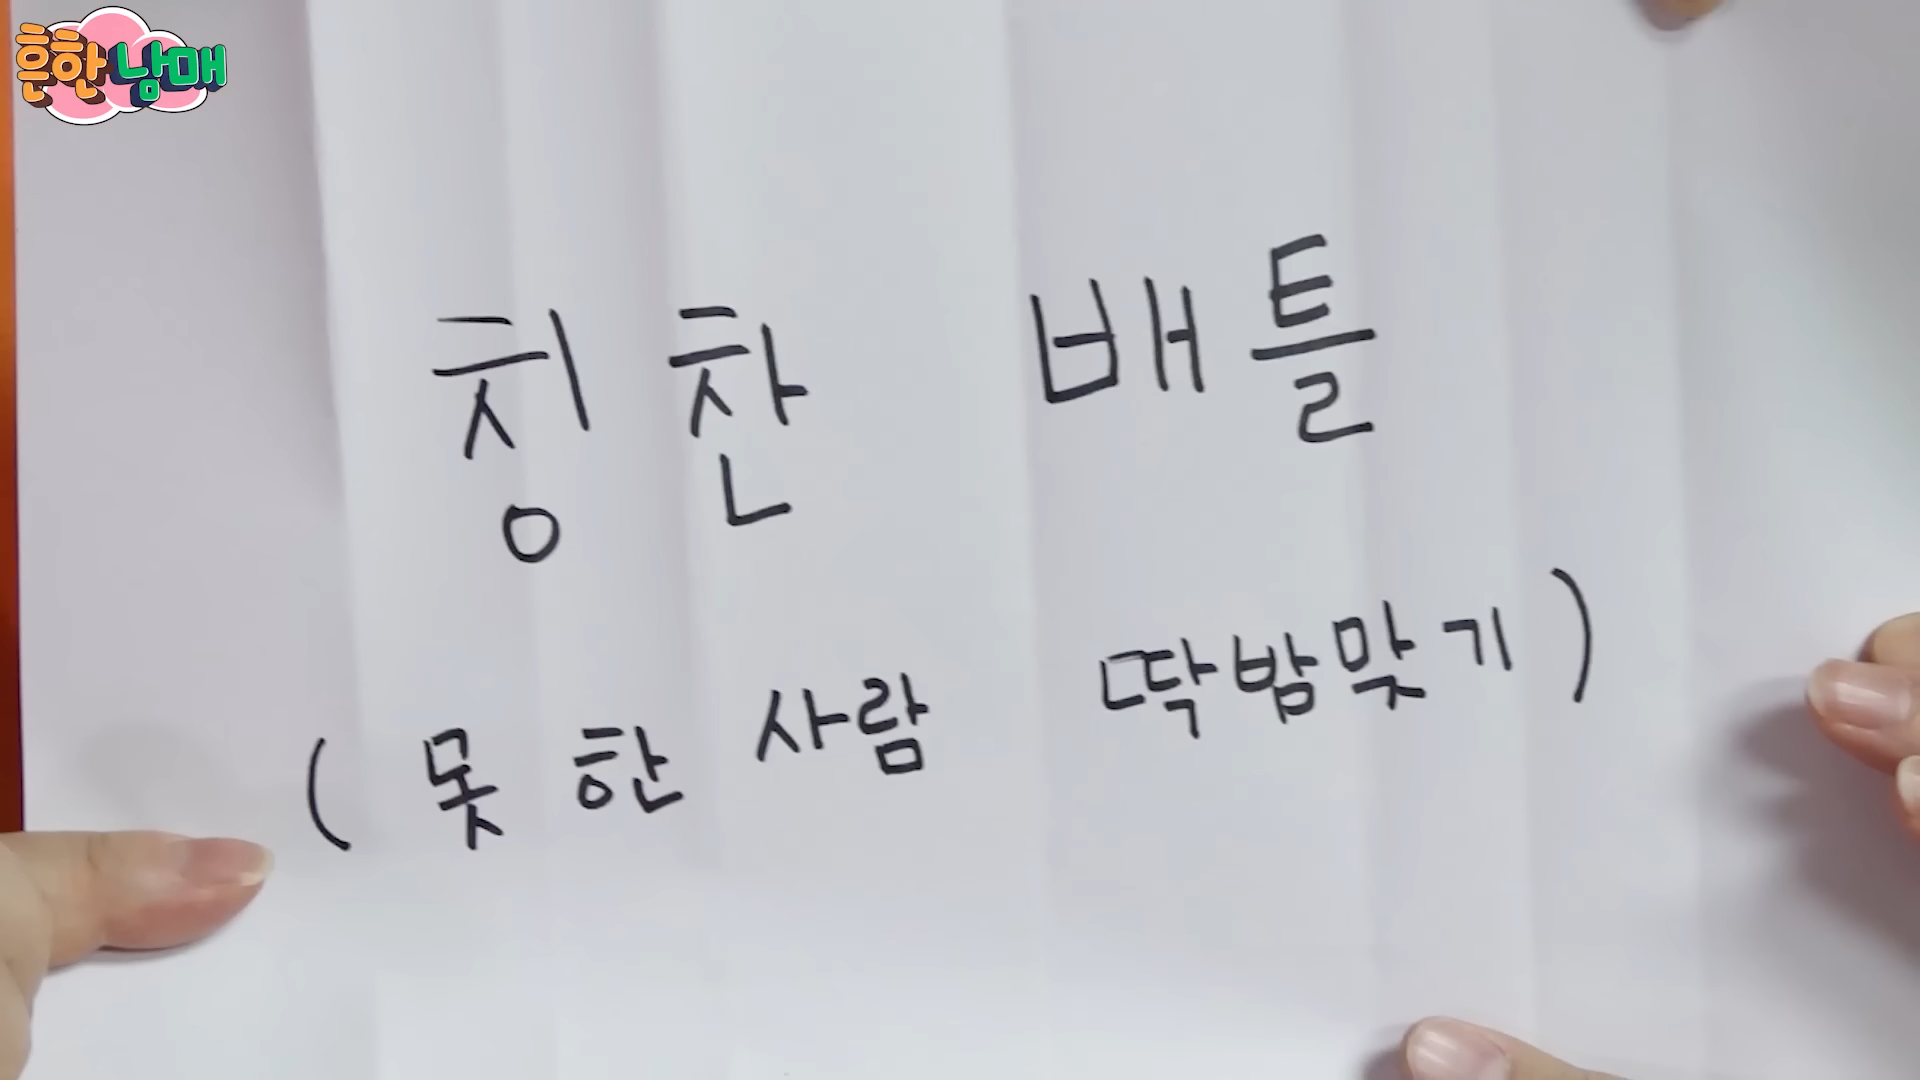 흔한남매
칭찬 배틀
(못한 사람 딱밤맞기)